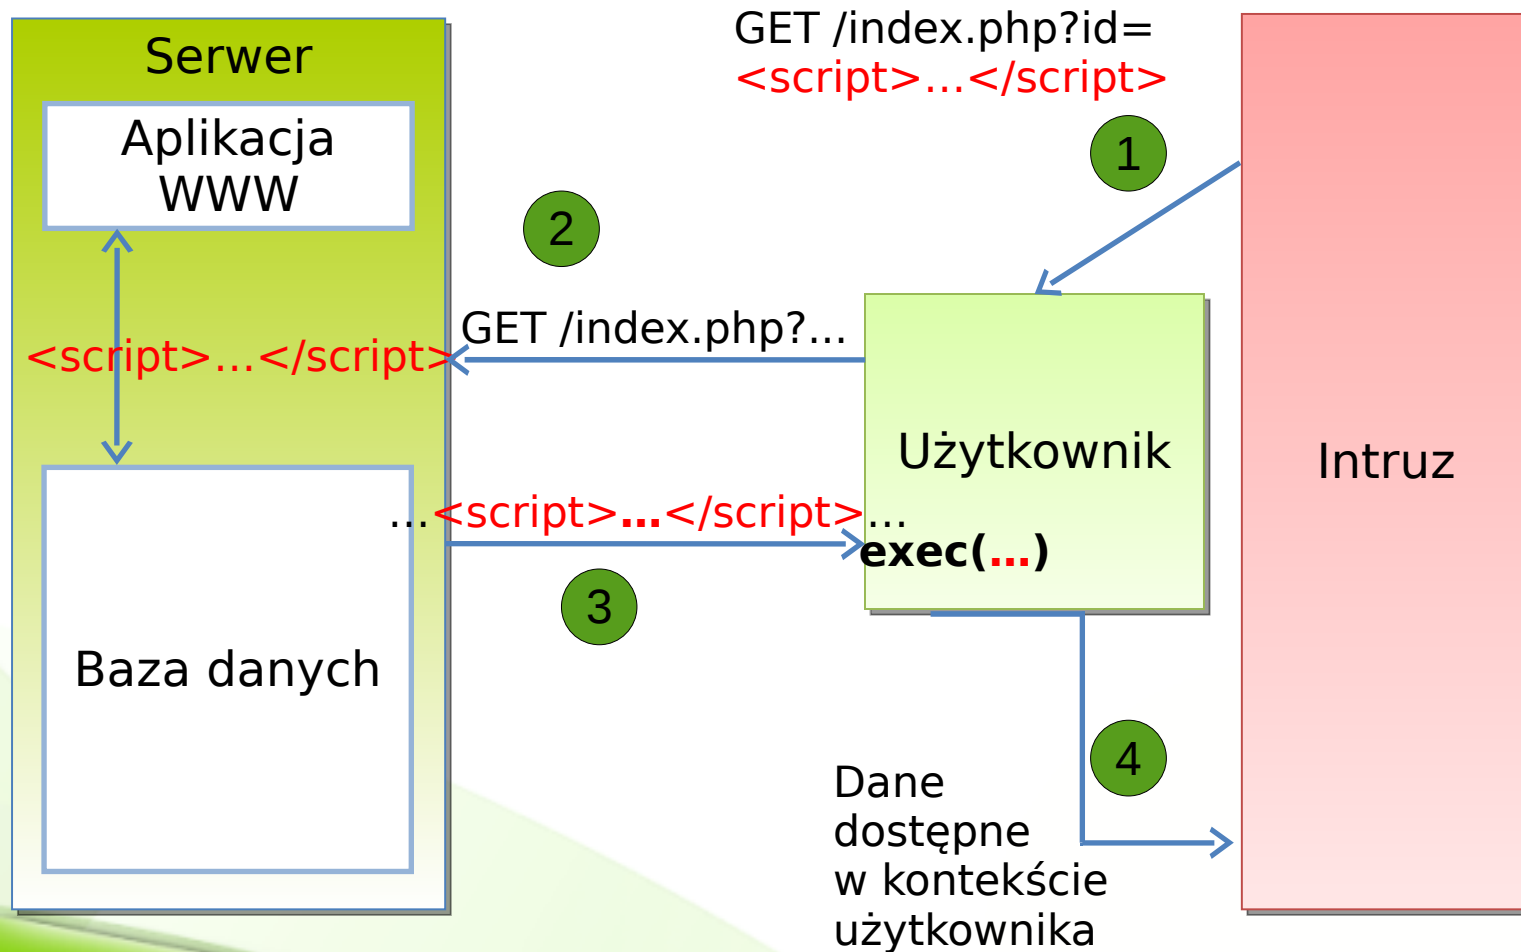 Serwer
Aplikacja
WWW
<script>...</script>
Baza danych
GET /index.php?id=
<script>...</script>
1
2
GET /index.php?...
...<script>...</script>...
exec(...)
3
Użytkownik
Intruz
4
Dane
dostępne
w kontekście
użytkownika